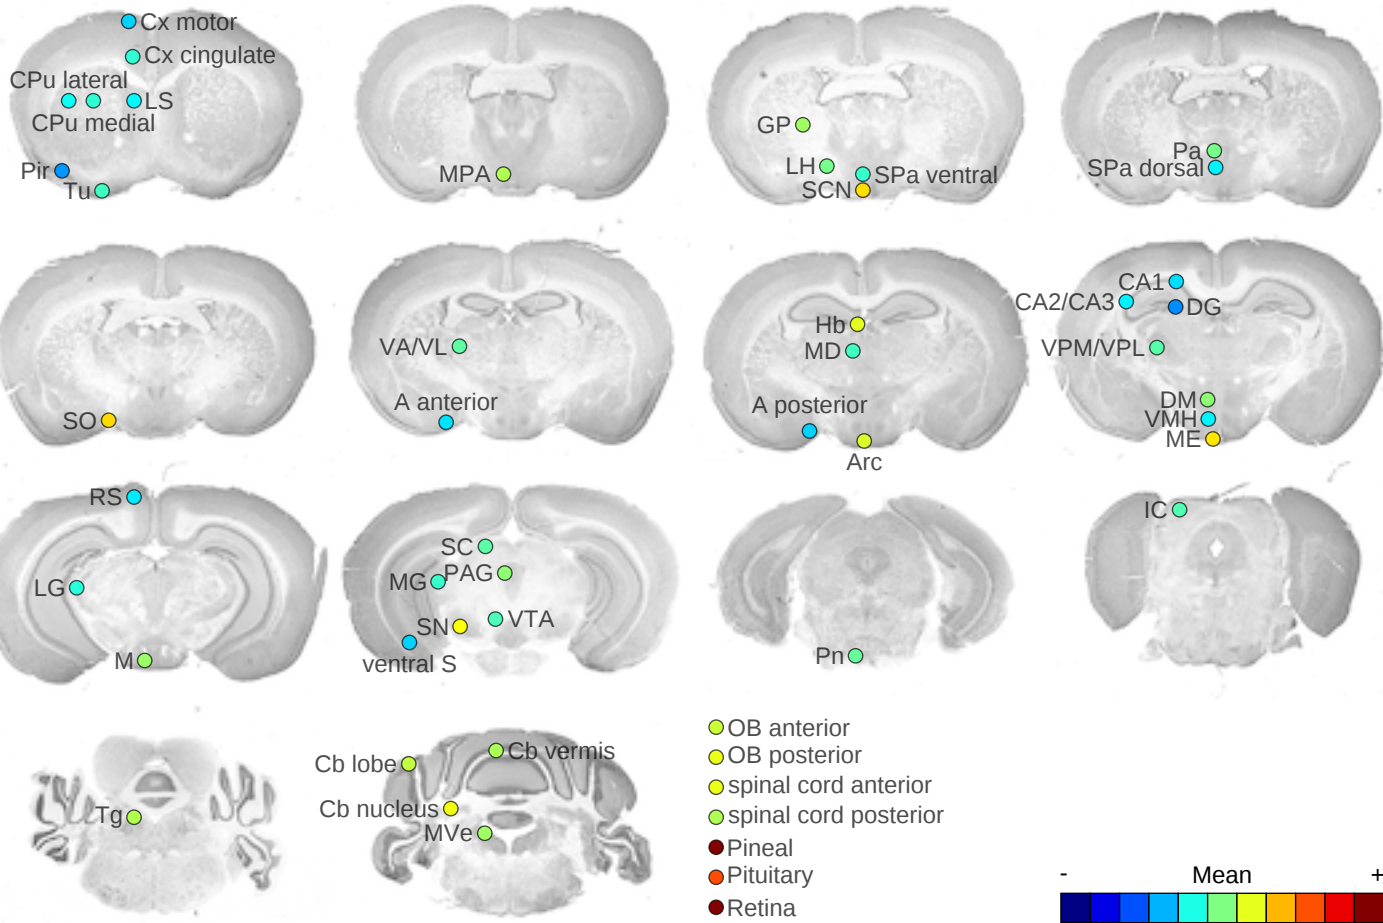 Cx motor
Cx cingulate
CPu lateral
LS
CPu medial
Pir
Tu
MPA
GP
LH
SPa ventral
SCN
Pa
SPa dorsal
SO
VA/VL
A anterior
Hb
MD
A posterior
Arc
CA1
CA2/CA3
DG
VPM/VPL
DM
VMH
ME
RS
LG
M
SC
PAG
MG
VTA
SN
ventral S
Pn
IC
Tg
Cb vermis
Cb lobe
Cb nucleus
MVe
OB anterior
OB posterior
spinal cord anterior
spinal cord posterior
Pineal
Pituitary
Retina
- Mean +